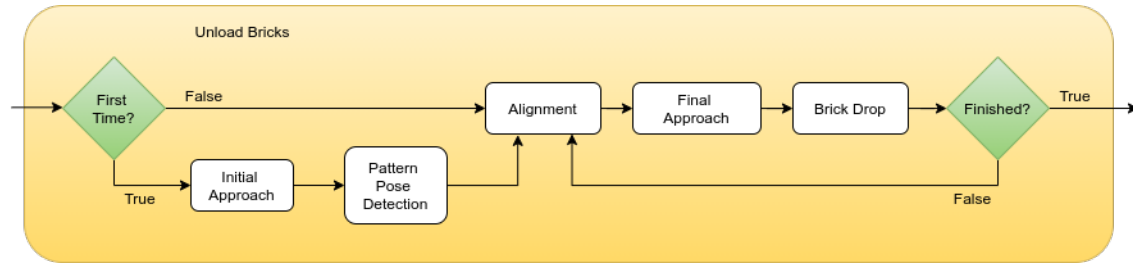 Unload Bricks
First
Time?
False
True
Initial
Approach
Pattern
Pose
Detection
Alignment
Final
Approach
Brick Drop
Finished?
True
False